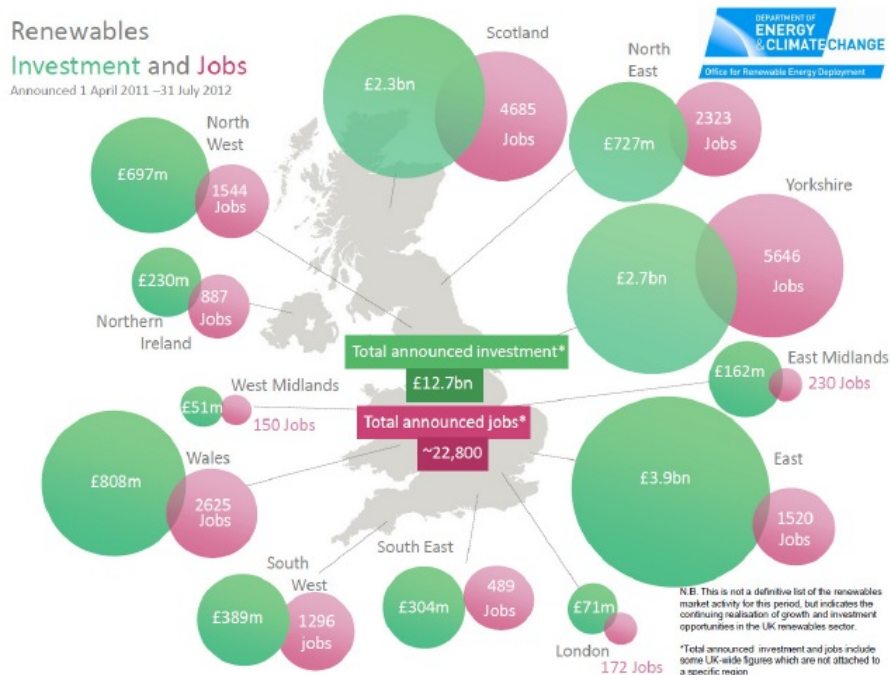 Renewables
Investment and Jobs
Announced 1 April 2011 –31 July 2012
DEPARTMENT OF
ENERGY
& CLIMATE CHANGE
Office for Renewable Energy Deployment
Scotland
£2.3bn
4685
Jobs
North
East
£727m
2323
Jobs
North
West
£697m
1544
Jobs
Yorkshire
£2.7bn
5646
Jobs
£230m
887
Jobs
Northern
Ireland
Total announced investment*
£12.7bn
East Midlands
£162m
230 Jobs
West Midlands
£51m
150 Jobs
Total announced jobs*
~22,800
Wales
£808m
2625
Jobs
East
£3.9bn
1520
Jobs
South
West
£389m
1296
jobs
South East
£304m
489
Jobs
£71m
London
172 Jobs
N.B. This is not a definitive list of the renewables
market activity for this period, but indicates the
continuing realisation of growth and investment
opportunities in the UK renewables sector.
*Total announced investment and jobs include
some UK-wide figures which are not attached to
a specific region